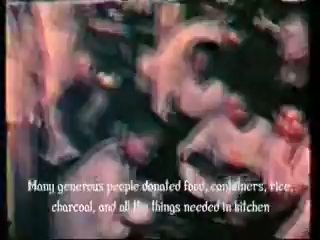 Many generous people donated food, containers, rice,
charcoal, and all the things needed in kitchen